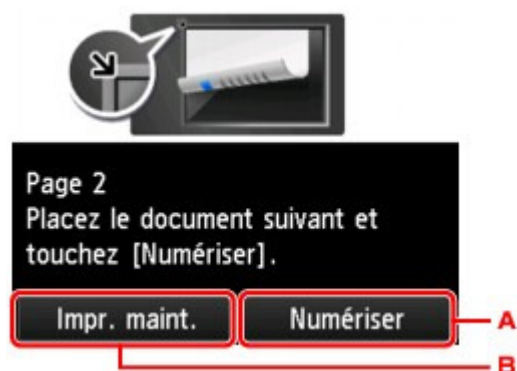 Page 2
Placez le document suivant et
touchez [Numériser].
Impr. maint.
Numériser
A
B